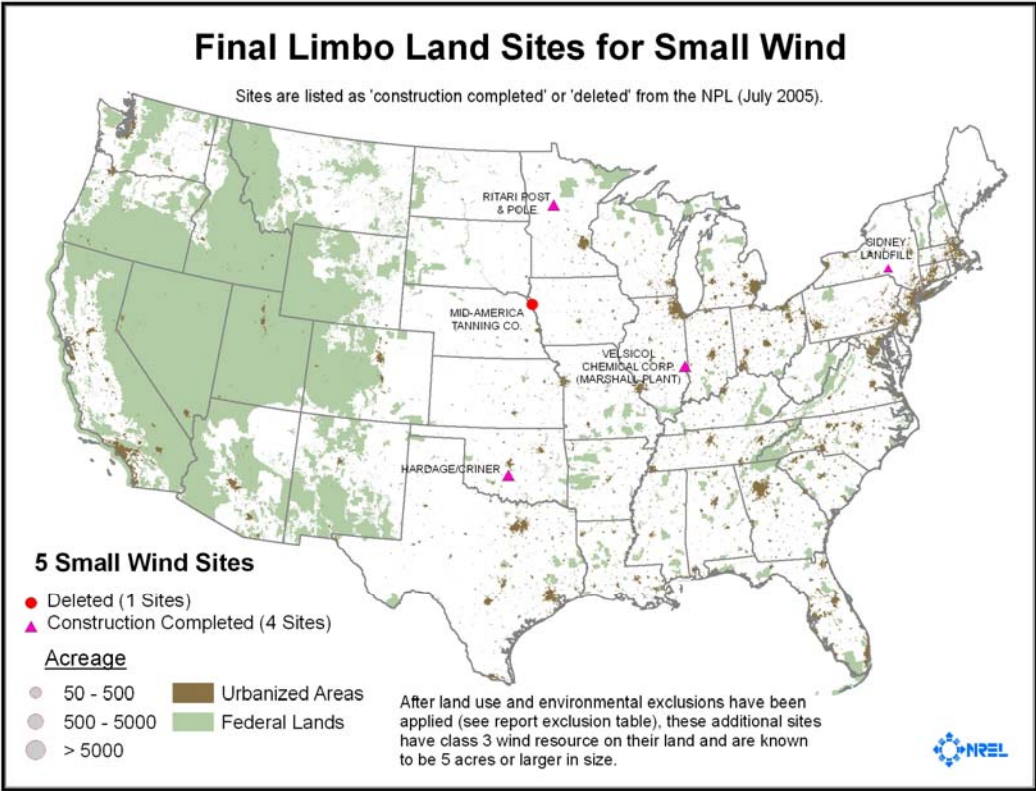 Final Limbo Land Sites for Small Wind
Sites are listed as 'construction completed' or 'deleted' from the NPL (July 2005).
RITARI POST
& POLE
SIDNEY
LANDFILL
MID-AMERICA
TANNING CO.
VELSICOL
CHEMICAL CORP.
(MARSHALL PLANT)
HARDAGE/CRINER
5 Small Wind Sites
Deleted (1 Sites)
Construction Completed (4 Sites)
Acreage
50 - 500
500 - 5000
> 5000
Urbanized Areas
Federal Lands
After land use and environmental exclusions have been
applied (see report exclusion table), these additional sites
have class 3 wind resource on their land and are known
to be 5 acres or larger in size.
NREL